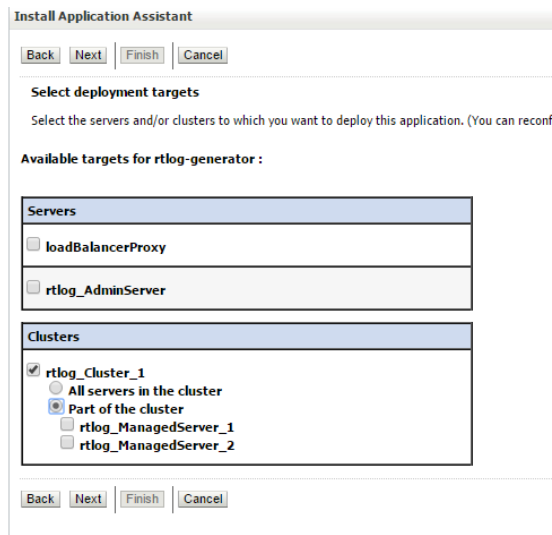 Install Application Assistant
Back Next Finish Cancel
Select deployment targets
Select the servers and/or clusters to which you want to deploy this application. (You can reconf
Available targets for rtlog-generator :
Servers
loadBalancerProxy
rtlog_AdminServer
Clusters
rtlog_Cluster_1
All servers in the cluster
Part of the cluster
rtlog_ManagedServer_1
rtlog_ManagedServer_2
Back Next Finish Cancel